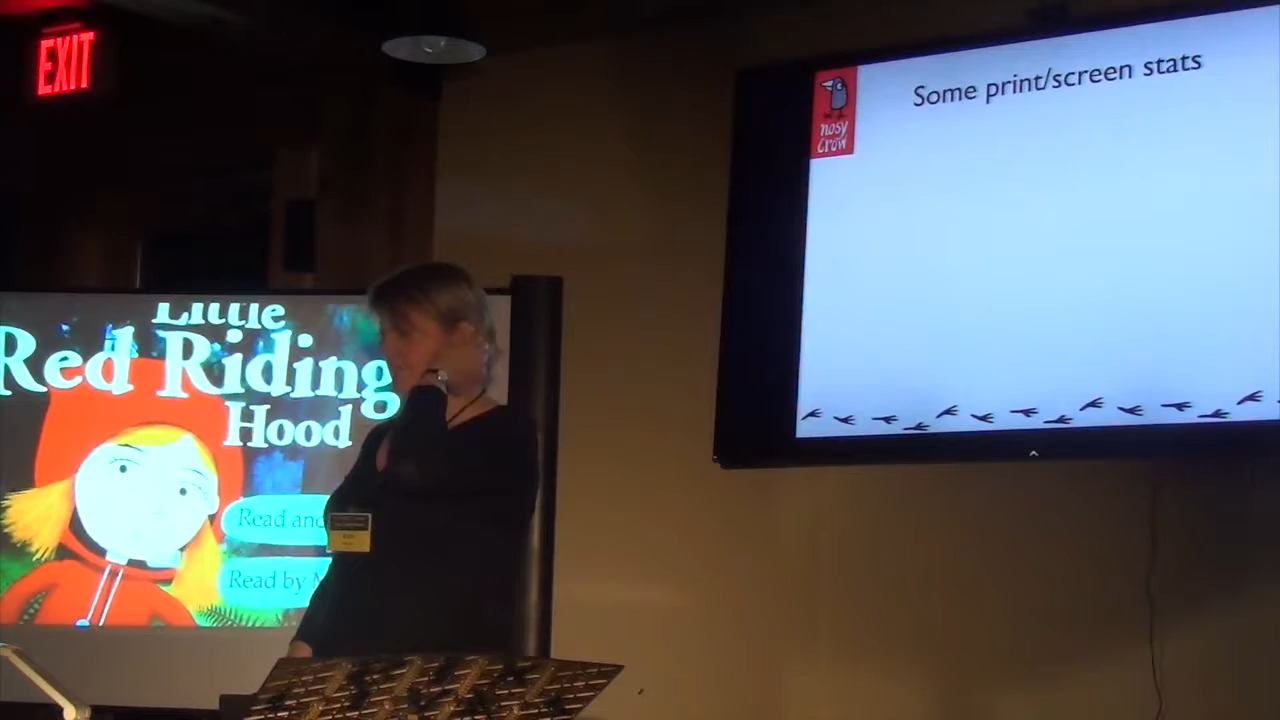 EXIT
Some print/screen stats
nosy
crow
Little
Red Riding
Hood
Read and
Read by M